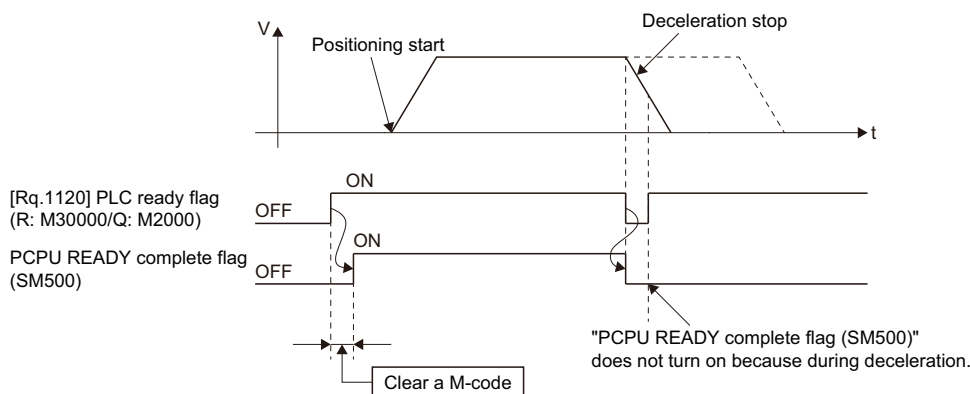 V
Positioning start
Deceleration stop
t
[Rq.1120] PLC ready flag
(R: M30000/Q: M2000)
OFF
ON
PCPU READY complete flag
(SM500)
OFF
ON
"PCPU READY complete flag (SM500)"
does not turn on because during deceleration.
Clear a M-code